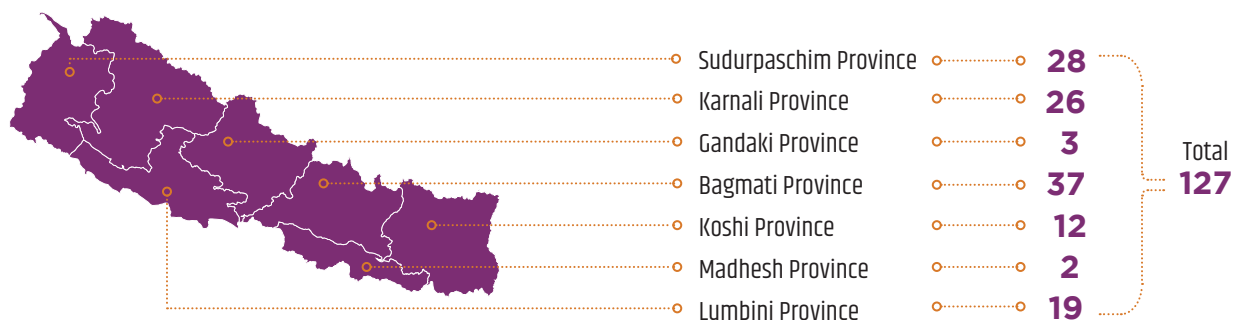 Sudurpaschim Province 28
Karnali Province 26
Gandaki Province 3
Bagmati Province 37
Koshi Province 12
Madhesh Province 2
Lumbini Province 19
Total
127